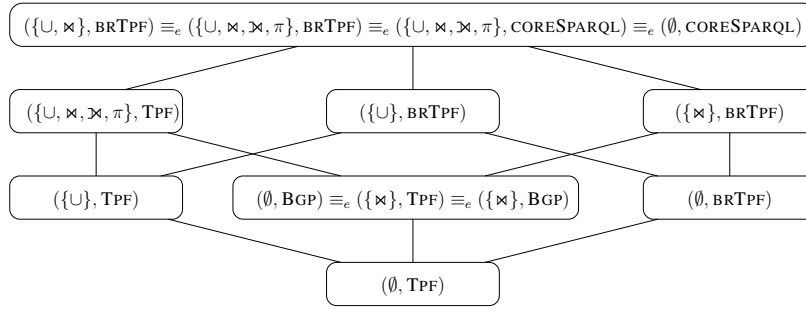 ({∪, ⋈}, BRTPF) ≡ₑ ({∪, ⋈, ⟕, π}, BRTPF) ≡ₑ ({∪, ⋈, ⟕, π}, CORESPARQL) ≡ₑ (∅, CORESPARQL)
({∪, ⋈, ⟕, π}, TPF) ({∪}, BRTPF) ({⋈}, BRTPF)
({∪}, TPF) (∅, BGP) ≡ₑ ({⋈}, TPF) ≡ₑ ({⋈}, BGP) (∅, BRTPF)
(∅, TPF)